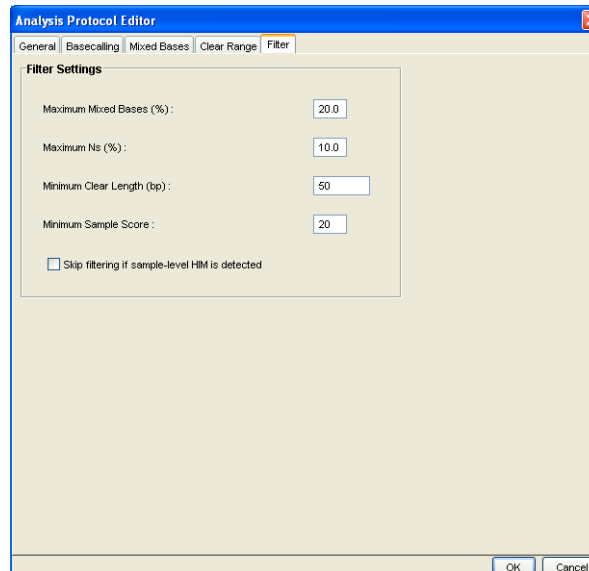 Analysis Protocol Editor
General Basecalling Mixed Bases Clear Range Filter
Filter Settings
Maximum Mixed Bases (%) : 20.0
Maximum Ns (%) : 10.0
Minimum Clear Length (bp) : 50
Minimum Sample Score : 20
Skip filtering if sample-level HIM is detected
OK Cancel